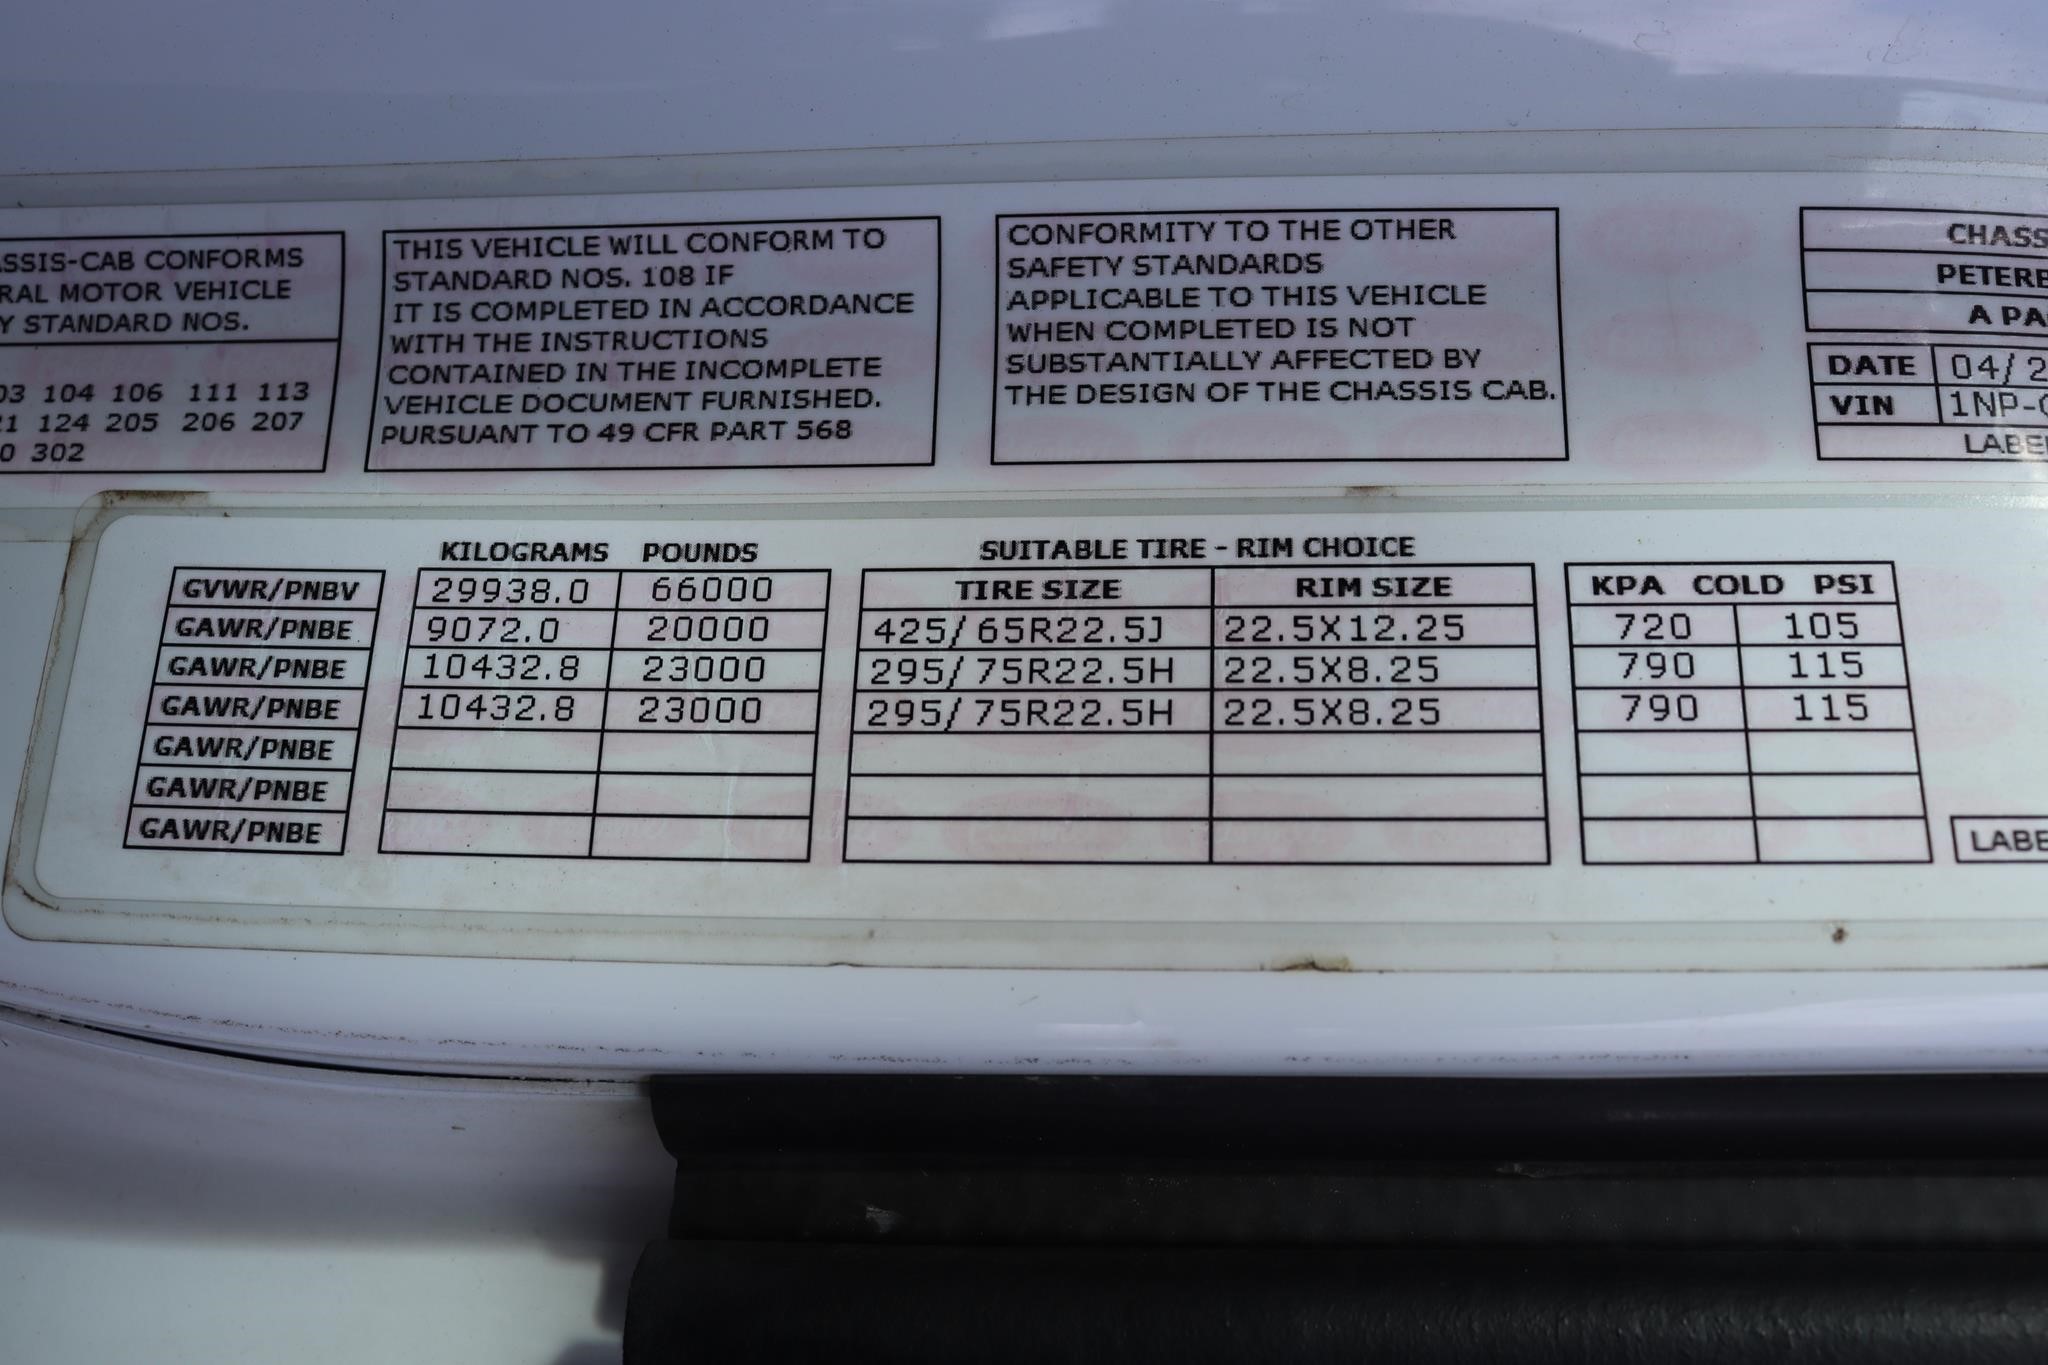 ASSIS-CAB CONFORMS
RAL MOTOR VEHICLE
Y STANDARD NOS.
03 104 106 111 113
21 124 205 206 207
0 302
THIS VEHICLE WILL CONFORM TO
STANDARD NOS. 108 IF
IT IS COMPLETED IN ACCORDANCE
WITH THE INSTRUCTIONS
CONTAINED IN THE INCOMPLETE
VEHICLE DOCUMENT FURNISHED.
PURSUANT TO 49 CFR PART 568
CONFORMITY TO THE OTHER
SAFETY STANDARDS
APPLICABLE TO THIS VEHICLE
WHEN COMPLETED IS NOT
SUBSTANTIALLY AFFECTED BY
THE DESIGN OF THE CHASSIS CAB.
CHASS
PETERB
A PA
DATE 04/2
VIN 1NP-
LABE
KILOGRAMS POUNDS SUITABLE TIRE - RIM CHOICE
GVWR/PNBV 29938.0 66000 TIRE SIZE RIM SIZE KPA COLD PSI
GAWR/PNBE 9072.0 20000 425/65R22.5J 22.5X12.25 720 105
GAWR/PNBE 10432.8 23000 295/75R22.5H 22.5X8.25 790 115
GAWR/PNBE 10432.8 23000 295/75R22.5H 22.5X8.25 790 115
GAWR/PNBE
GAWR/PNBE
GAWR/PNBE LABE